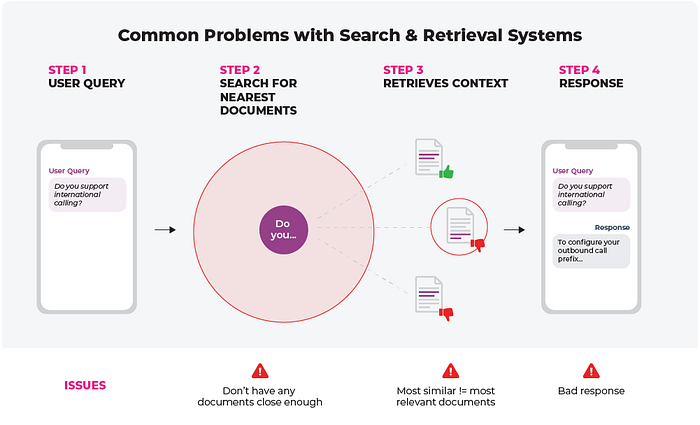 Common Problems with Search & Retrieval Systems
STEP 1
USER QUERY
STEP 2
SEARCH FOR
NEAREST
DOCUMENTS
STEP 3
RETRIEVES CONTEXT
STEP 4
RESPONSE
User Query
Do you support
international
calling?
Do
you...
User Query
Do you support
international
calling?
Response
To configure your
outbound call
prefix...
ISSUES
Don't have any
documents close enough
Most similar != most
relevant documents
Bad response